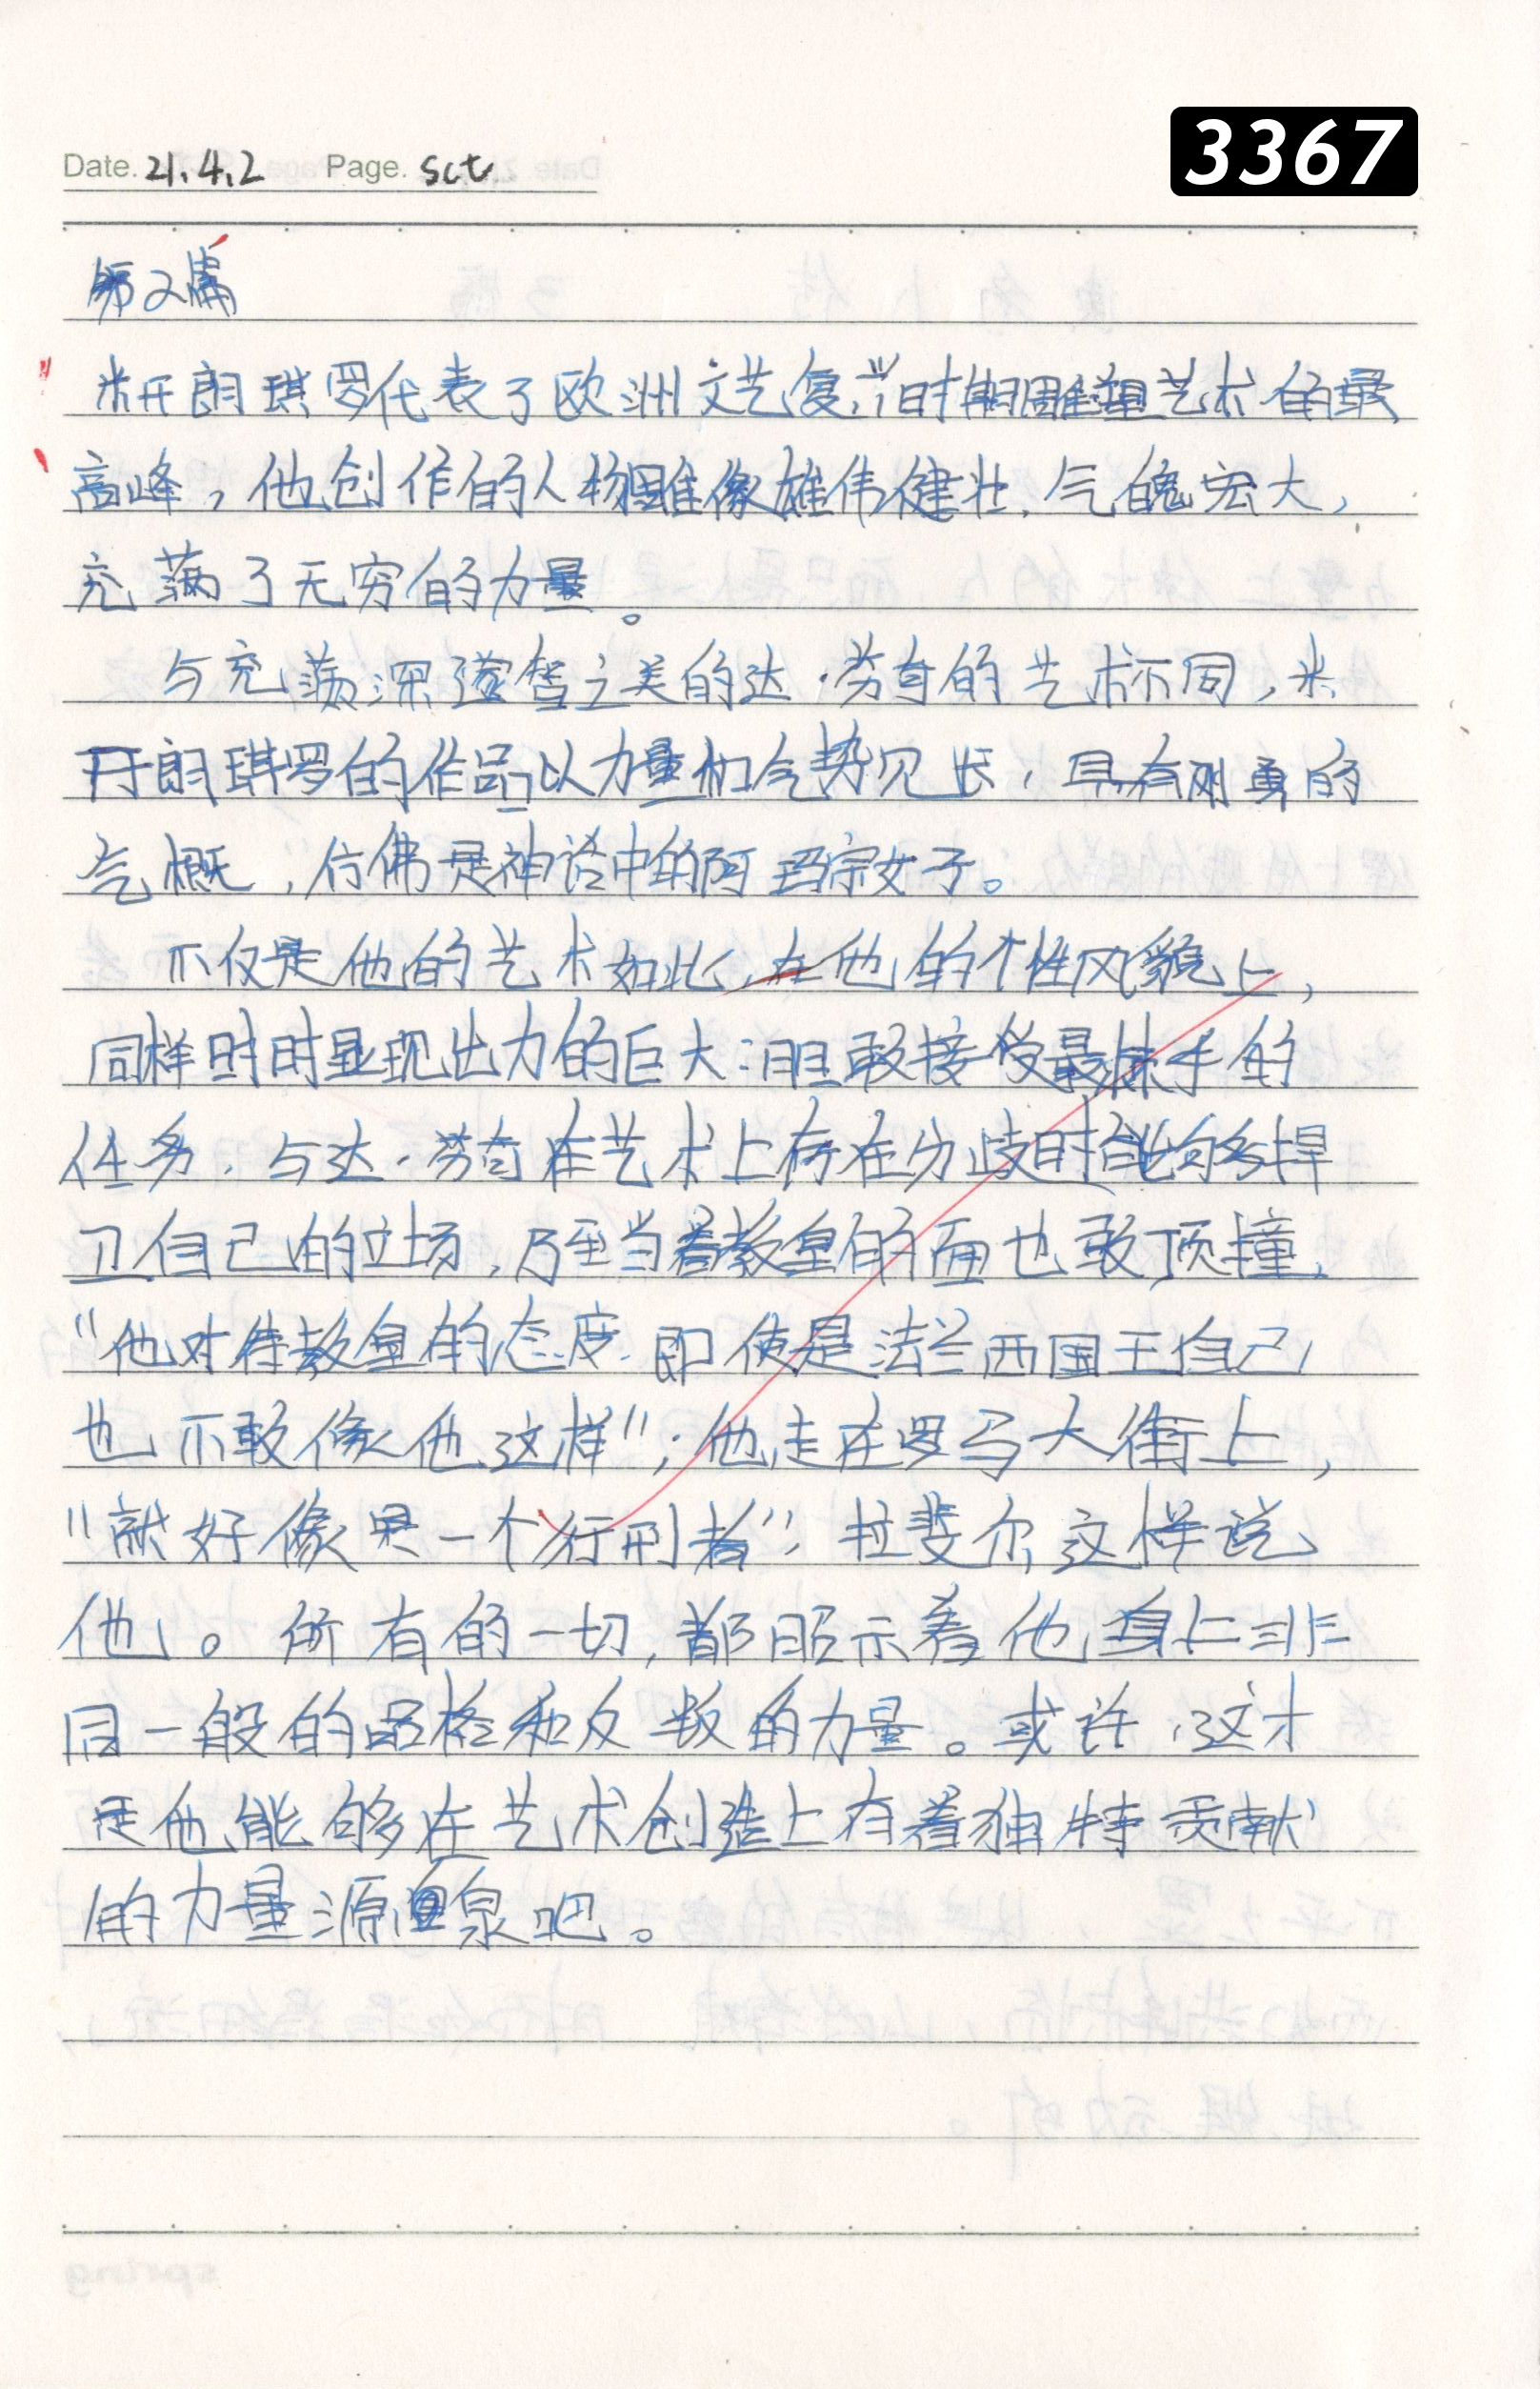 3367
Date. 21.4.2 Page. sct
第2篇
米开朗琪罗代表了欧洲文艺复兴时期雕塑艺术的最
高峰，他创作的人物雕像雄伟健壮，气魄宏大，
充满了无穷的力量。
与充荡深邃智之美的达·芬奇的艺术不同，米
开朗琪罗的作品以力量和气势见长，具有刚勇的
气概，仿佛是神话中的阿玛宗女子。
不仅是他的艺术如此，在他的个性风貌上，
同样时时显现出力的巨大：胆敢接受最棘手的
任务，与达·芬奇在艺术上存在分歧时能够捍
卫自己的立场，乃至当着教皇的面也敢顶撞，
“他对待教皇的态度，即使是法兰西国王自己，
也不敢像他这样”；他走在罗马大街上，
“就好像是一个行刑者”，拉斐尔这样说
他。所有的一切，都昭示着他身上非
同一般的品格和反叛的力量。或许，这才
是他能够在艺术创造上有着独特贡献
的力量源泉吧。